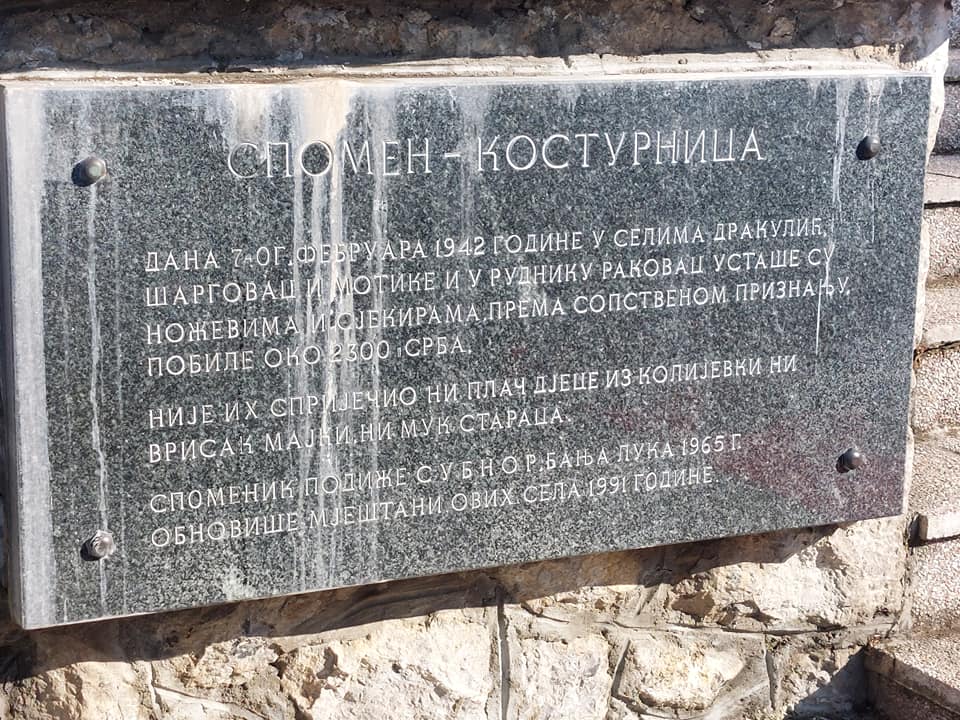 СПОМЕН - КОСТУРНИЦА
ДАНА 7-ОГ. ФЕБРУАРА 1942 ГОДИНЕ У СЕЛИМА ДРАКУЛИЋ,
ШАРГОВАЦ И МОТИКЕ И У РУДНИКУ РАКОВАЦ УСТАШЕ СУ
НОЖЕВИМА И СЈЕКИРАМА, ПРЕМА СОПСТВЕНОМ ПРИЗНАЊУ,
ПОБИЛЕ ОКО 2300 СРБА.
НИЈЕ ИХ СПРИЈЕЧИО НИ ПЛАЧ ДЈЕЦЕ ИЗ КОЛИЈЕВКИ НИ
ВРИСАК МАЈКИ, НИ МУК СТАРАЦА.
СПОМЕНИК ПОДИЖЕ С.У Б Н О Р. БАЊА ЛУКА 1965 Г.
ОБНОВИШЕ МЈЕШТАНИ ОВИХ СЕЛА 1991 ГОДИНЕ.